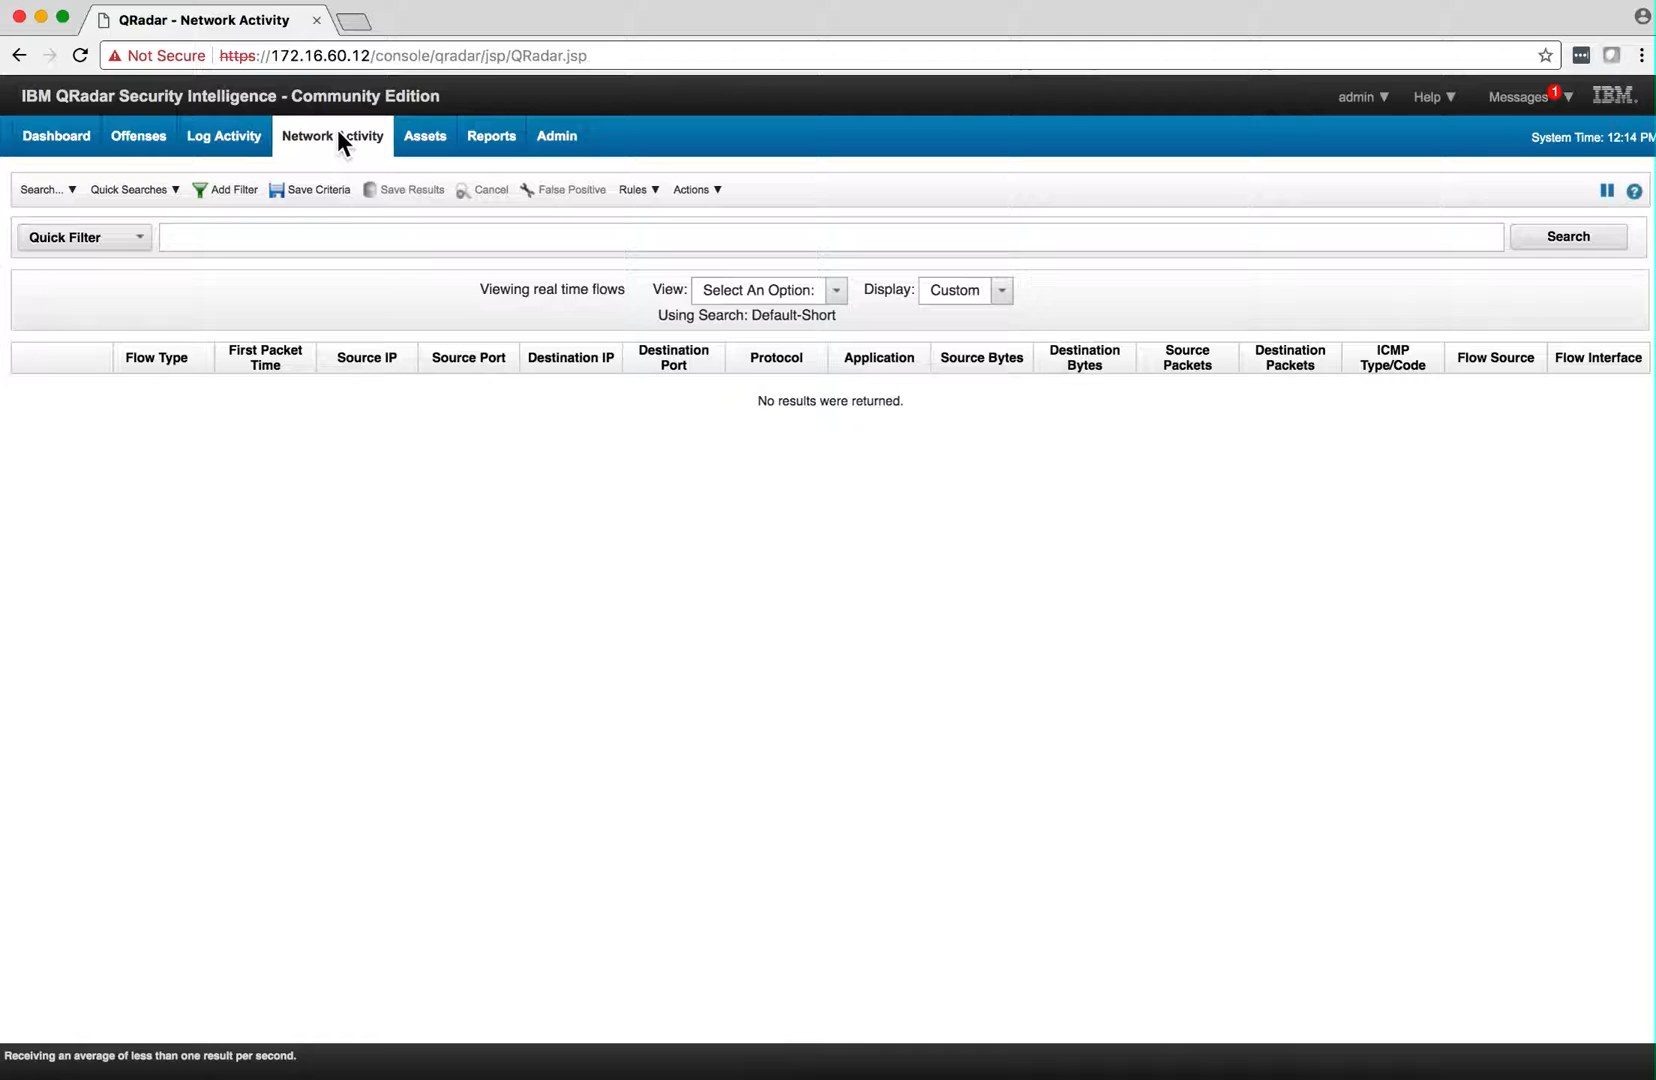 QRadar - Network Activity
Not Secure https://172.16.60.12/console/qradar/jsp/QRadar.jsp
IBM QRadar Security Intelligence - Community Edition admin Help Messages 1 IBM
Dashboard Offenses Log Activity Network Activity Assets Reports Admin System Time: 12:14 PM
Search... Quick Searches Add Filter Save Criteria Save Results Cancel False Positive Rules Actions
Quick Filter Search
Viewing real time flows View: Select An Option: Display: Custom
Using Search: Default-Short
Flow Type First Packet Time Source IP Source Port Destination IP Destination Port Protocol Application Source Bytes Destination Bytes Source Packets Destination Packets ICMP Type/Code Flow Source Flow Interface
No results were returned.
Receiving an average of less than one result per second.